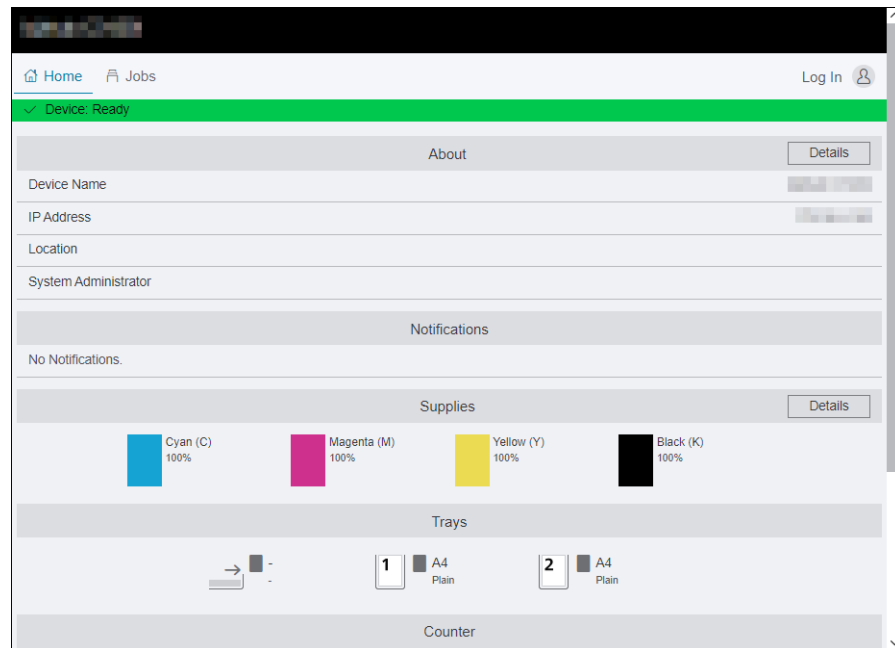 Home Jobs Log In
Device: Ready
About Details
Device Name
IP Address
Location
System Administrator
Notifications
No Notifications.
Supplies Details
Cyan (C) Magenta (M) Yellow (Y) Black (K)
100% 100% 100% 100%
Trays
- 1 A4 2 A4
- Plain Plain
Counter